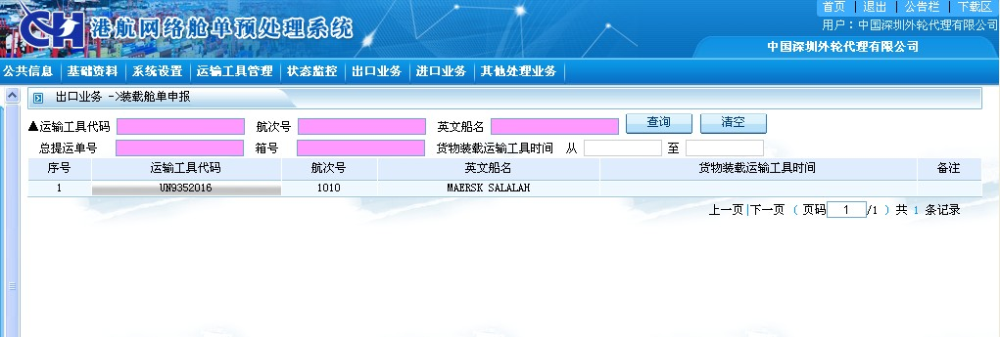 首页 | 退出 | 公告栏 | 下载区
CH 港航网络舱单预处理系统
用户：中国深圳外轮代理有限公司
中国深圳外轮代理有限公司
公共信息 | 基础资料 | 系统设置 | 运输工具管理 | 状态监控 | 出口业务 | 进口业务 | 其他处理业务
出口业务 ->装载舱单申报
▲运输工具代码 航次号 英文船名 查询 清空
总提运单号 箱号 货物装载运输工具时间 从 至
序号 运输工具代码 航次号 英文船名 货物装载运输工具时间 备注
1 UN9352016 1010 MAERSK SALALAH
上一页|下一页 ( 页码 1 /1 ) 共 1 条记录